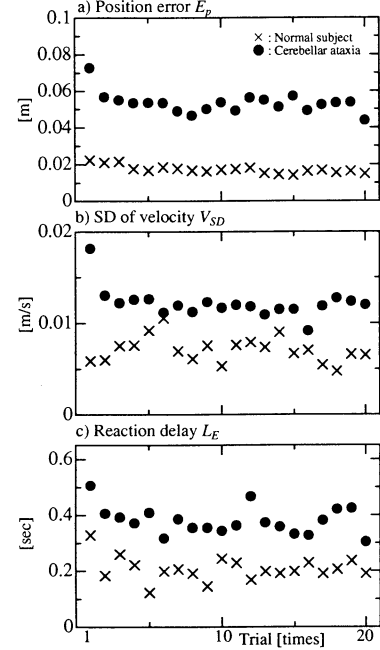 a) Position error Ep
0.1
× : Normal subject
● : Cerebellar ataxia
0.08
[m]
0.06
0.04
0.02
0
b) SD of velocity VSD
0.02
[m/s]
0.01
0
c) Reaction delay LE
0.6
[sec]
0.4
0.2
0
1 10 20
Trial [times]